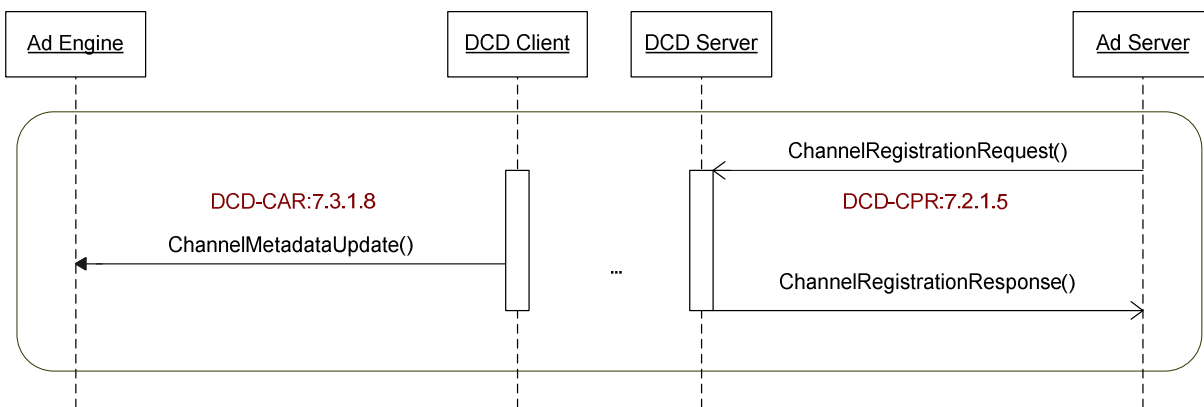 Ad Engine
DCD Client
DCD Server
Ad Server
ChannelRegistrationRequest()
DCD-CAR:7.3.1.8
DCD-CPR:7.2.1.5
ChannelMetadataUpdate()
...
ChannelRegistrationResponse()